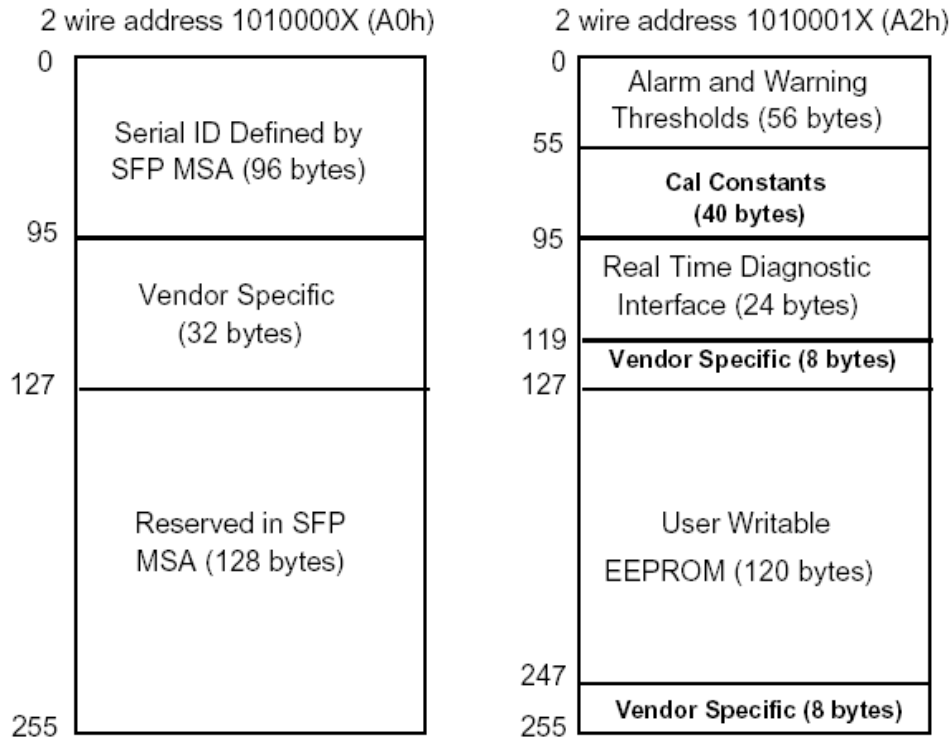 2 wire address 1010000X (A0h)
0
Serial ID Defined by
SFP MSA (96 bytes)
95
Vendor Specific
(32 bytes)
127
Reserved in SFP
MSA (128 bytes)
255
2 wire address 1010001X (A2h)
0
Alarm and Warning
Thresholds (56 bytes)
55
Cal Constants
(40 bytes)
95
Real Time Diagnostic
Interface (24 bytes)
119
Vendor Specific (8 bytes)
127
User Writable
EEPROM (120 bytes)
247
Vendor Specific (8 bytes)
255